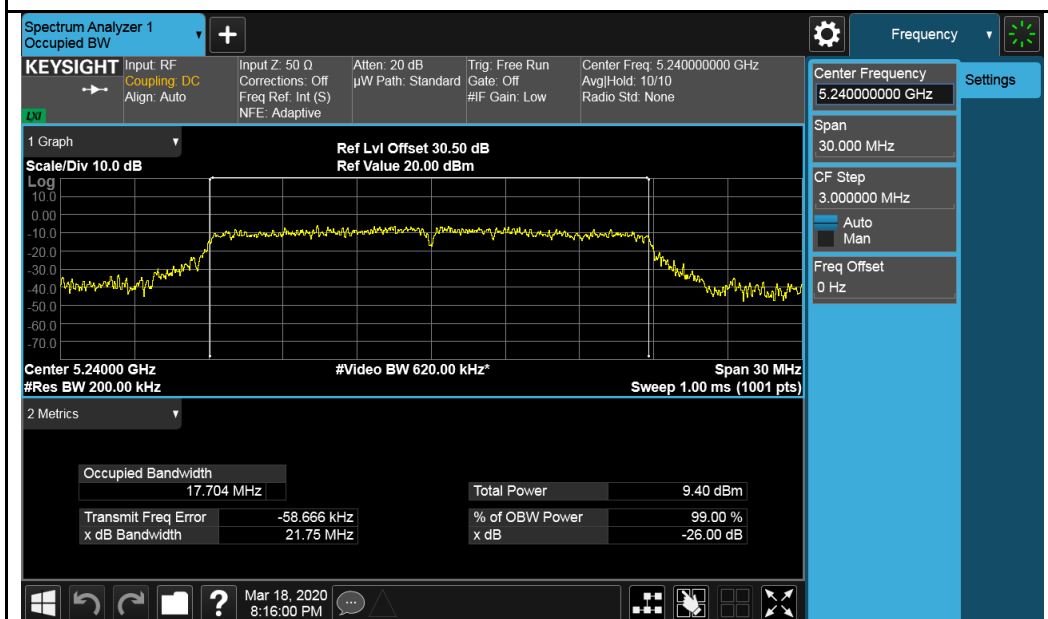 Spectrum Analyzer 1
Occupied BW
Frequency
KEYSIGHT
Input: RF
Coupling: DC
Align: Auto
Input Z: 50 Ω
Corrections: Off
Freq Ref: Int (S)
NFE: Adaptive
Atten: 20 dB
µW Path: Standard
Trig: Free Run
Gate: Off
#IF Gain: Low
Center Freq: 5.240000000 GHz
Avg|Hold: 10/10
Radio Std: None
LXI
Center Frequency
5.240000000 GHz
Settings
Span
30.000 MHz
CF Step
3.000000 MHz
Auto
Man
Freq Offset
0 Hz
1 Graph
Scale/Div 10.0 dB
Ref Lvl Offset 30.50 dB
Ref Value 20.00 dBm
Log
10.0
0.00
-10.0
-20.0
-30.0
-40.0
-50.0
-60.0
-70.0
Center 5.24000 GHz
#Video BW 620.00 kHz*
Span 30 MHz
#Res BW 200.00 kHz
Sweep 1.00 ms (1001 pts)
2 Metrics
Occupied Bandwidth
17.704 MHz
Total Power 9.40 dBm
Transmit Freq Error -58.666 kHz
% of OBW Power 99.00 %
x dB Bandwidth 21.75 MHz
x dB -26.00 dB
?
Mar 18, 2020
8:16:00 PM